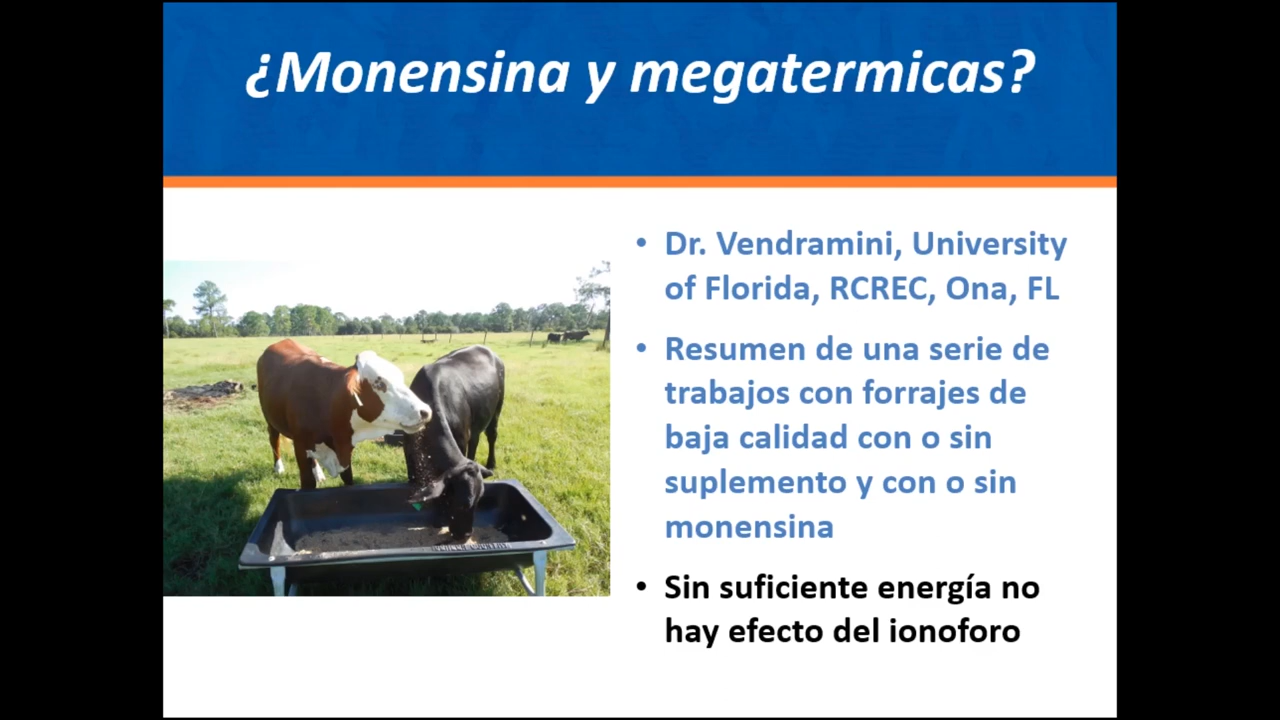 ¿Monensina y megatermicas?
• Dr. Vendramini, University
of Florida, RCREC, Ona, FL
• Resumen de una serie de
trabajos con forrajes de
baja calidad con o sin
suplemento y con o sin
monensina
• Sin suficiente energía no
hay efecto del ionoforo